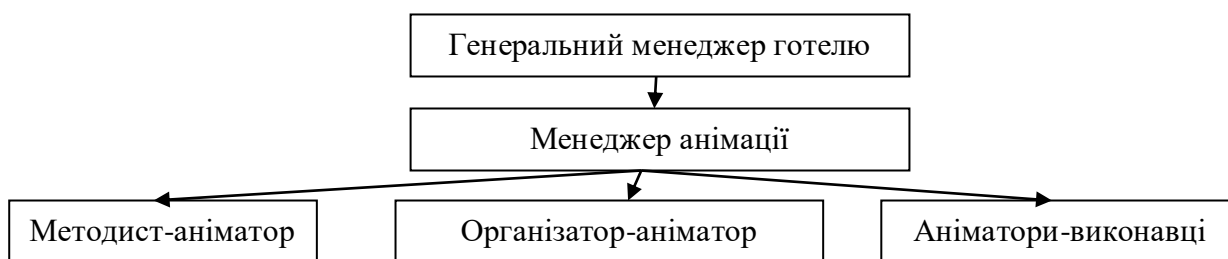 Генеральний менеджер готелю
Менеджер анімації
Методист-аніматор
Організатор-аніматор
Аніматори-виконавці